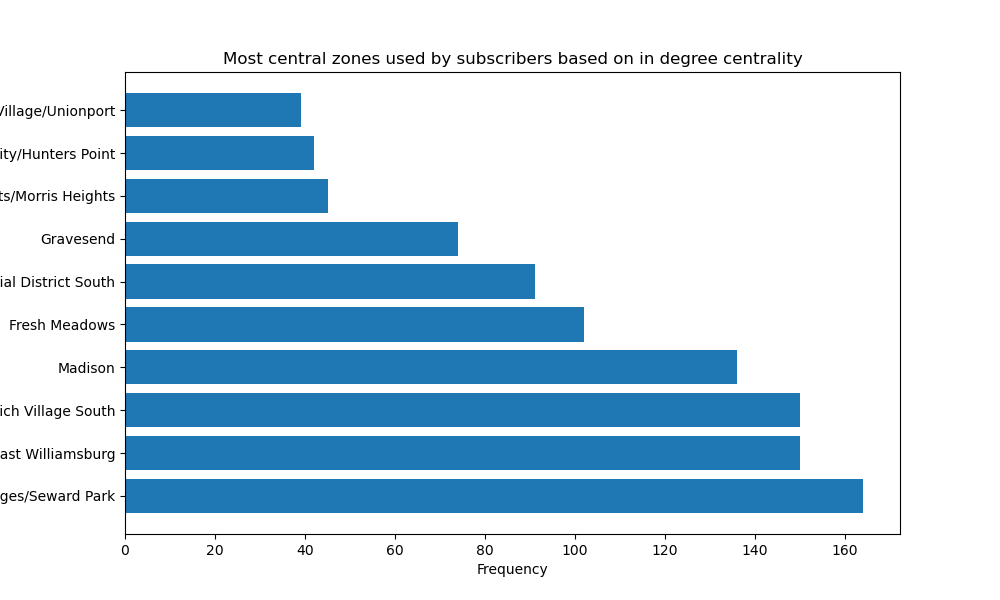 Most central zones used by subscribers based on in degree centrality
Village/Unionport
ity/Hunters Point
ts/Morris Heights
Gravesend
ial District South
Fresh Meadows
Madison
ich Village South
ast Williamsburg
ges/Seward Park
0 20 40 60 80 100 120 140 160
Frequency